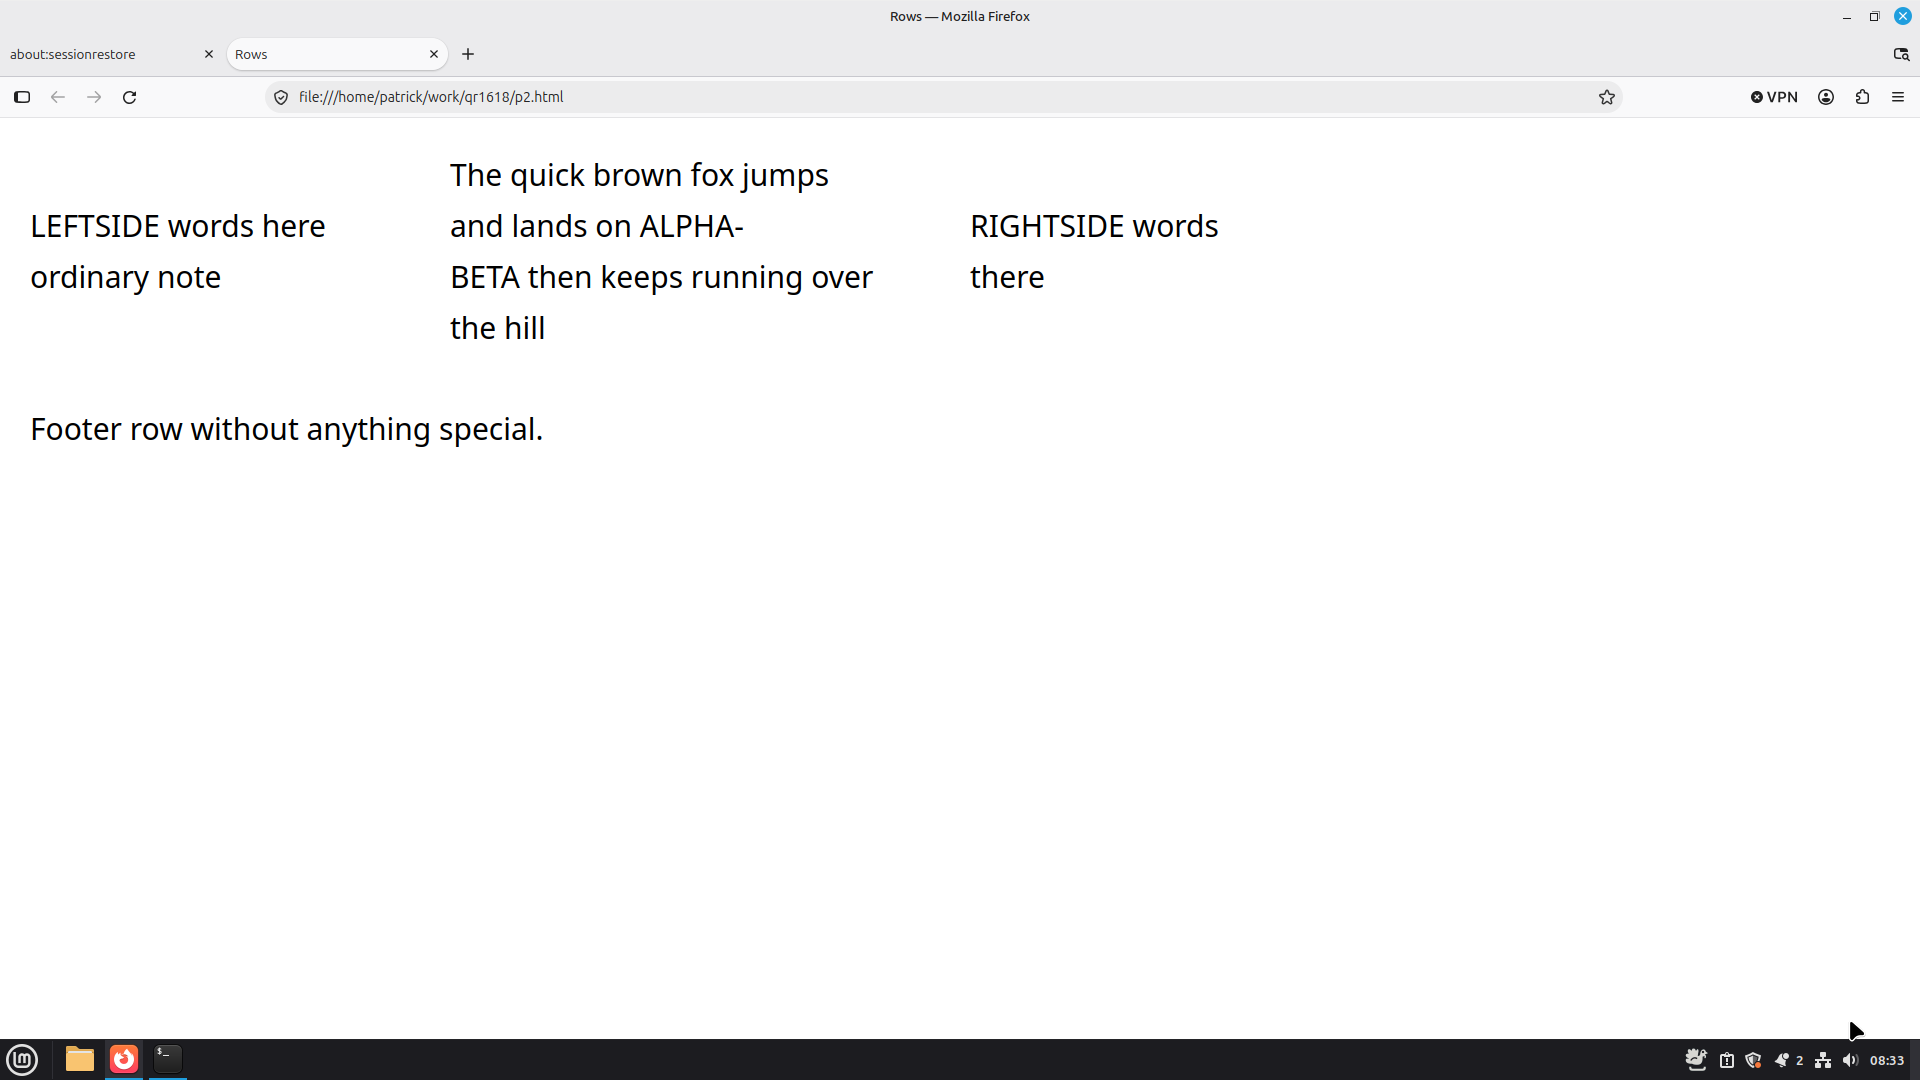 Rows — Mozilla Firefox
about:sessionrestore
Rows
file:///home/patrick/work/qr1618/p2.html
VPN
LEFTSIDE words here
ordinary note
The quick brown fox jumps
and lands on ALPHA-
BETA then keeps running over
the hill
RIGHTSIDE words
there
Footer row without anything special.
$_
2
08:33